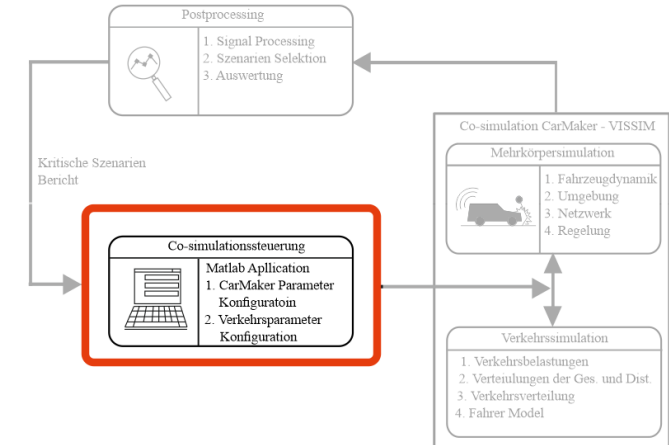 Postprocessing
1. Signal Processing
2. Szenarien Selektion
3. Auswertung
Kritische Szenarien
Bericht
Co-simulation CarMaker - VISSIM
Mehrkörpersimulation
1. Fahrzeugdynamik
2. Umgebung
3. Netzwerk
4. Regelung
Co-simulationssteuerung
Matlab Apllication
1. CarMaker Parameter
Konfiguratoin
2. Verkehrsparameter
Konfiguration
Verkehrssimulation
1. Verkehrsbelastungen
2. Verteiulungen der Ges. und Dist.
3. Verkehrsverteilung
4. Fahrer Model